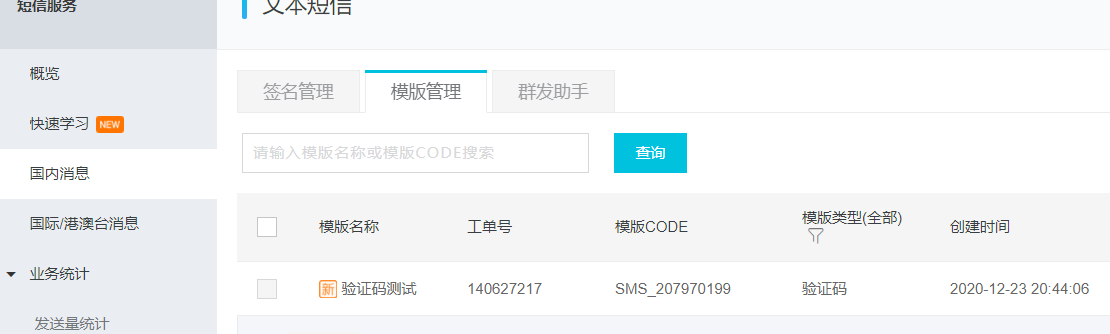 短信服务
文本短信
概览
快速学习 NEW
国内消息
国际/港澳台消息
业务统计
发送量统计
签名管理 模版管理 群发助手
请输入模版名称或模版CODE搜索 查询
模版名称 工单号 模版CODE 模版类型(全部) 创建时间
新 验证码测试 140627217 SMS_207970199 验证码 2020-12-23 20:44:06